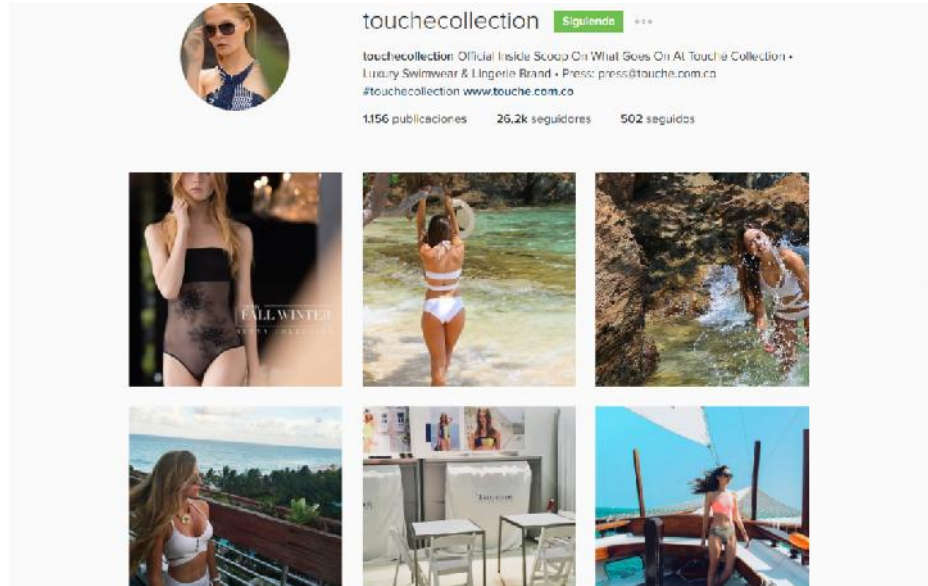 touchecollection Siguiendo
touchecollection Official Inside Scoop On What Goes On At Touché Collection •
Luxury Swimwear & Lingerie Brand • Press: press@touche.com.co
#touchecollection www.touche.com.co
1.156 publicaciones 26,2k seguidores 502 seguidos
FALL WINTER